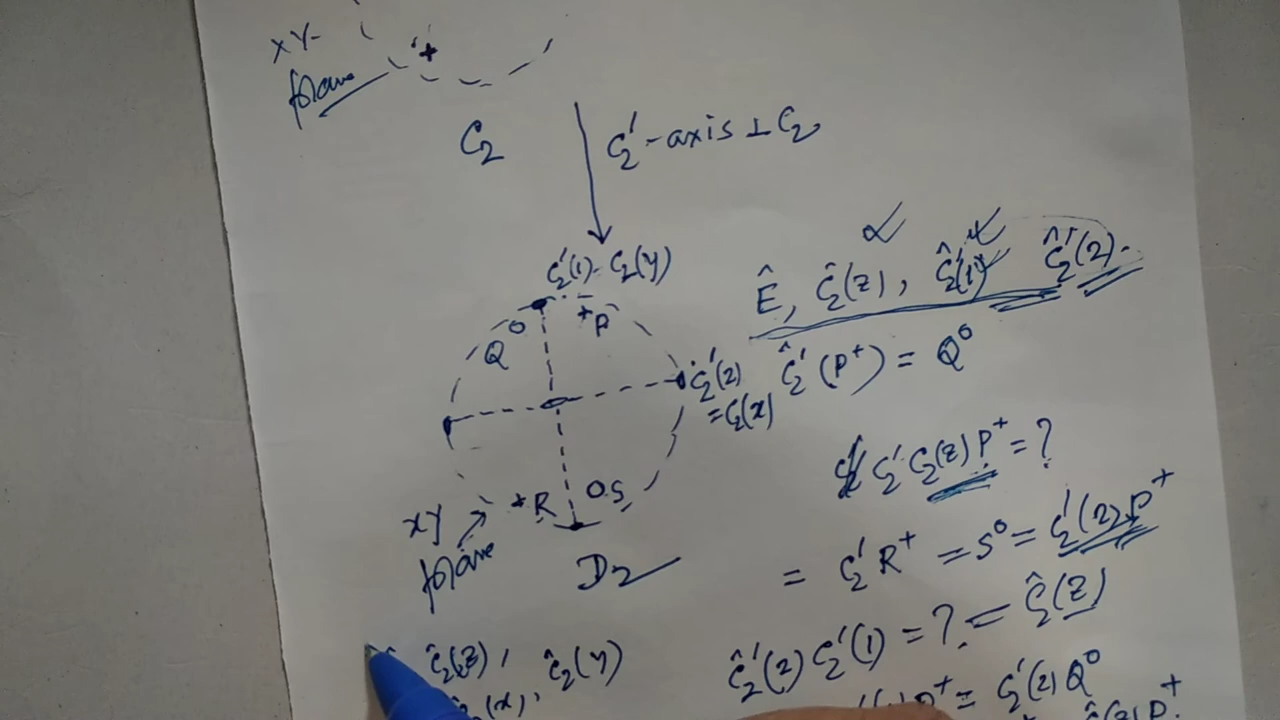 XY-
plane
'+
C₂
C₂'-axis ⊥ C₂
C₂'(1) - C₂(y)
Ê, Ĉ₂(z), Ĉ₂'(1) Ĉ₂'(2).
+P
Q°
C₂'(2)
= C₂(x)
Ĉ₂'(P⁺) = Q°
C₂' C₂(z) P⁺ = ?
+R
O S
XY
plane
D₂
= C₂' R⁺ = S° = C₂'(2) P⁺
Ĉ₂'(2) C₂'(1) = ? = Ĉ₂(z)
Ĉ₂(z), Ĉ₂(y)
(x),
P⁺ = C₂'(2) Q°
Ĉ₂(z) P⁺